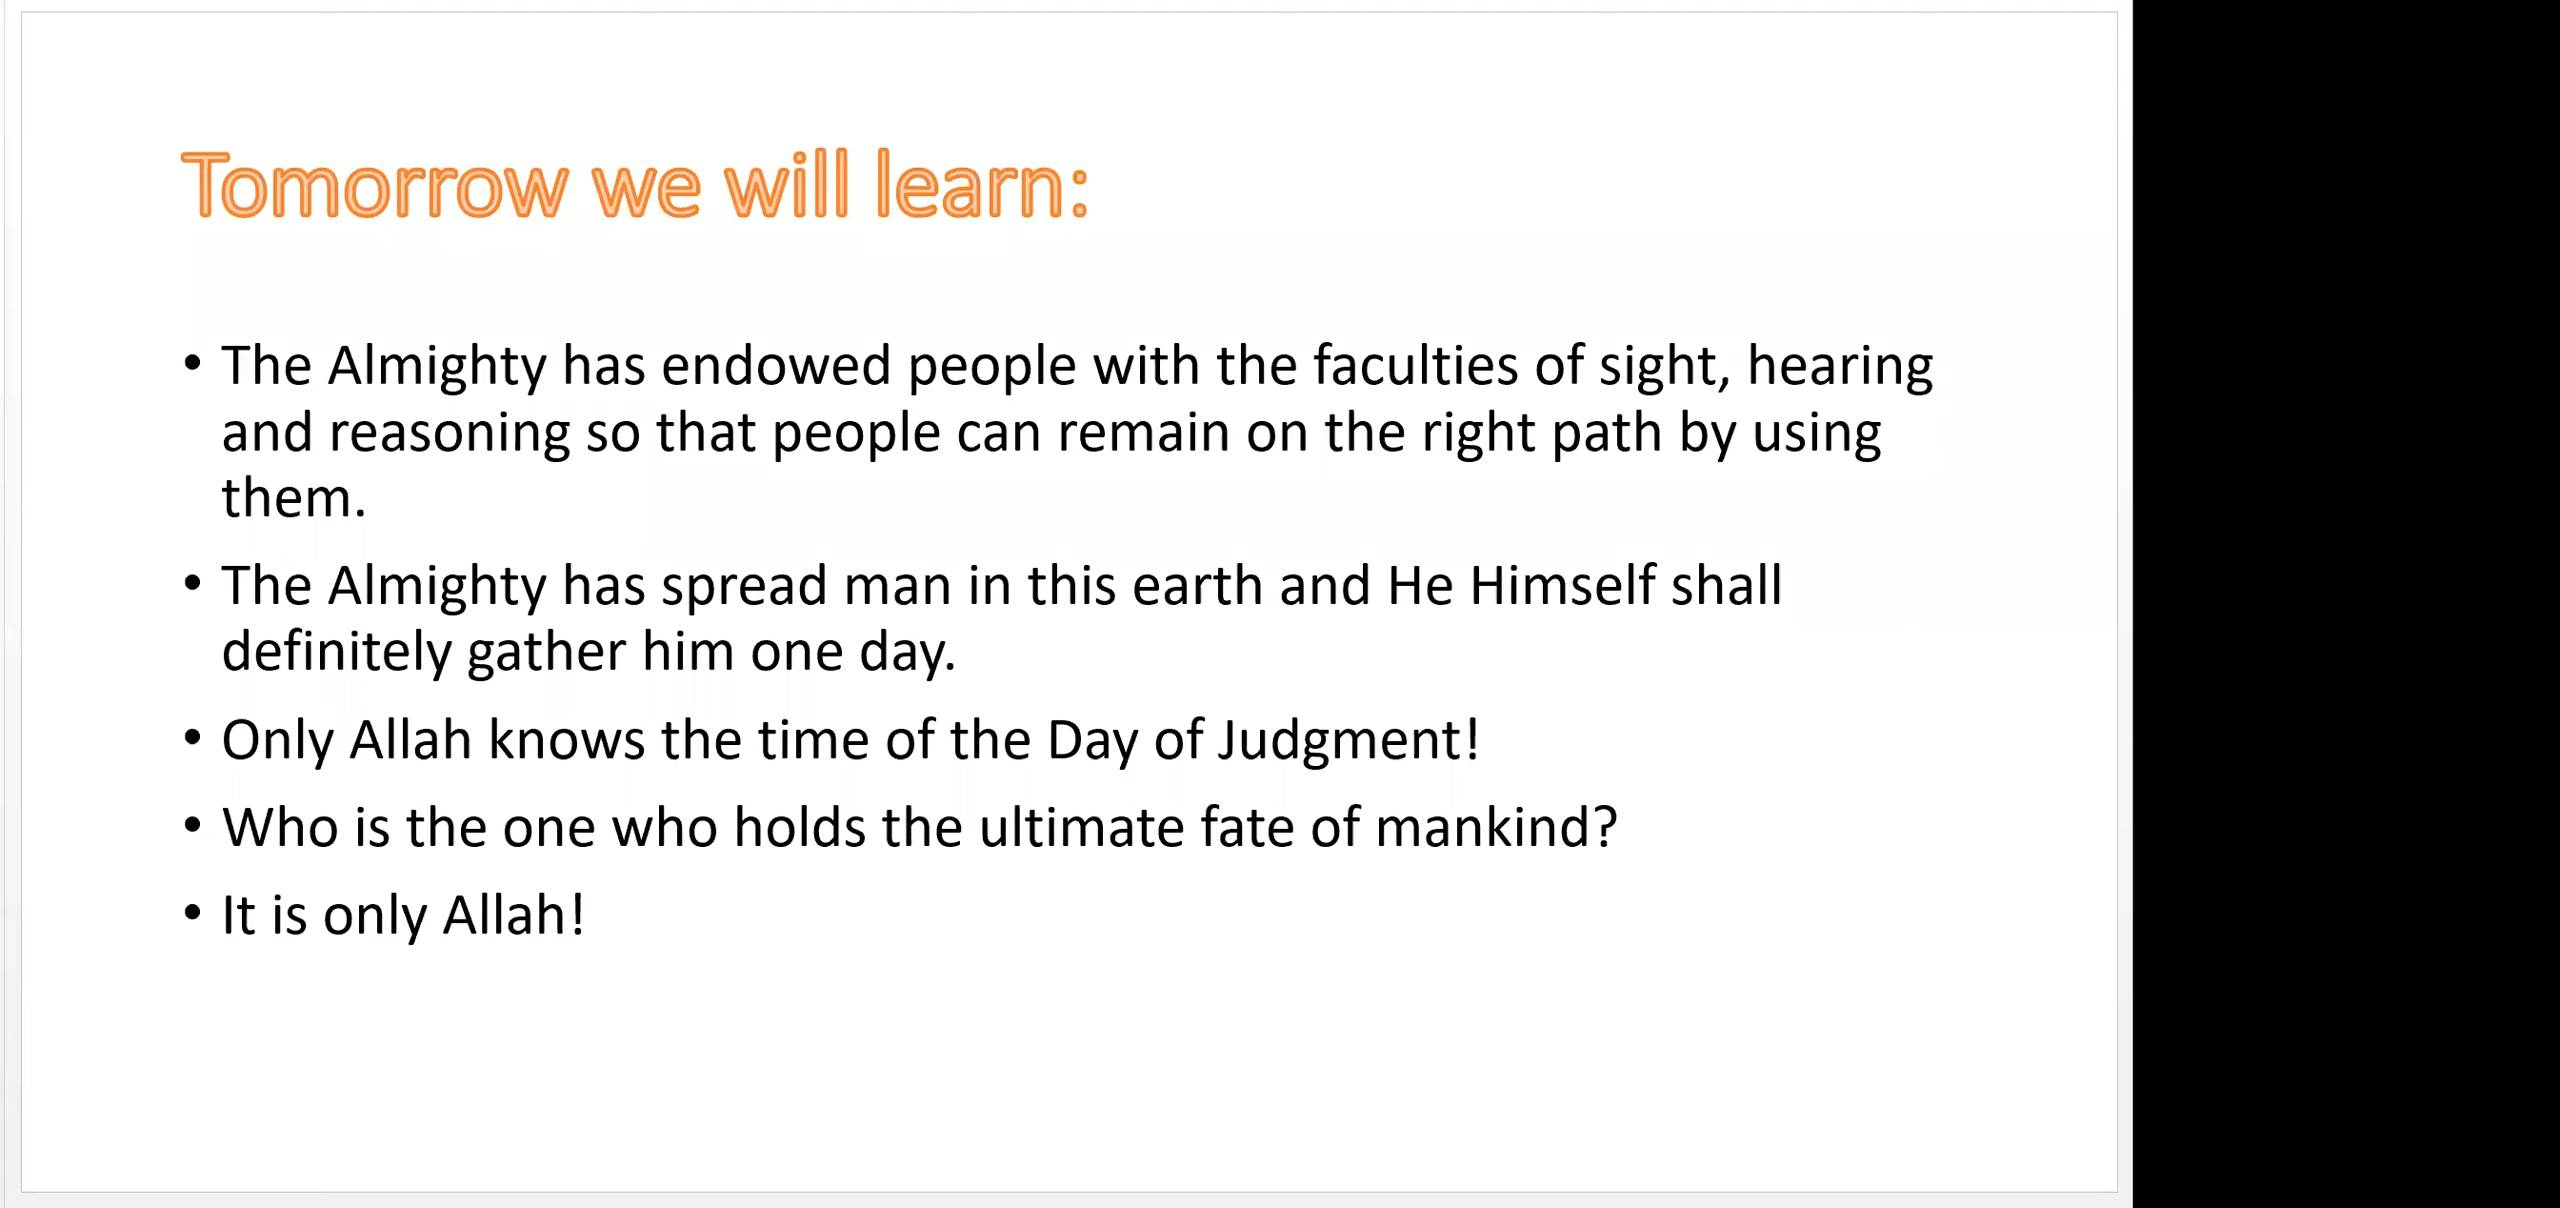 Tomorrow we will learn:
• The Almighty has endowed people with the faculties of sight, hearing
and reasoning so that people can remain on the right path by using
them.
• The Almighty has spread man in this earth and He Himself shall
definitely gather him one day.
• Only Allah knows the time of the Day of Judgment!
• Who is the one who holds the ultimate fate of mankind?
• It is only Allah!